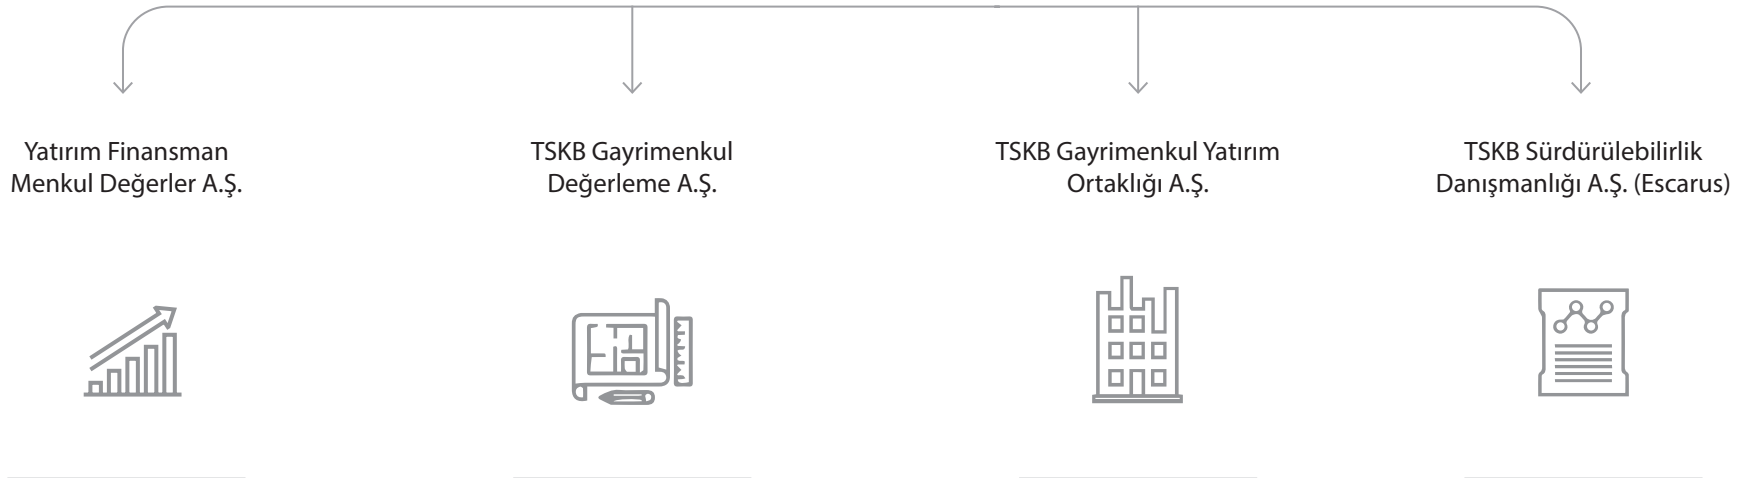 Yatırım Finansman
Menkul Değerler A.Ş.
TSKB Gayrimenkul
Değerleme A.Ş.
TSKB Gayrimenkul Yatırım
Ortaklığı A.Ş.
TSKB Sürdürülebilirlik
Danışmanlığı A.Ş. (Escarus)